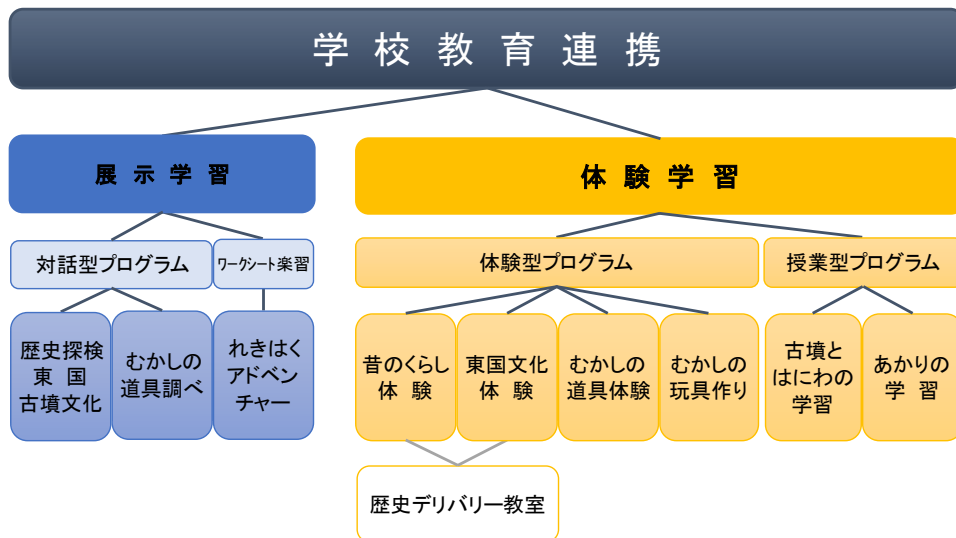 学校教育連携
展示学習
体験学習
対話型プログラム
ワークシート楽習
体験型プログラム
授業型プログラム
歴史探検
東国
古墳文化
むかしの
道具調べ
れきはく
アドベン
チャー
昔のくらし
体験
東国文化
体験
むかしの
道具体験
むかしの
玩具作り
古墳と
はにわの
学習
あかりの
学習
歴史デリバリー教室